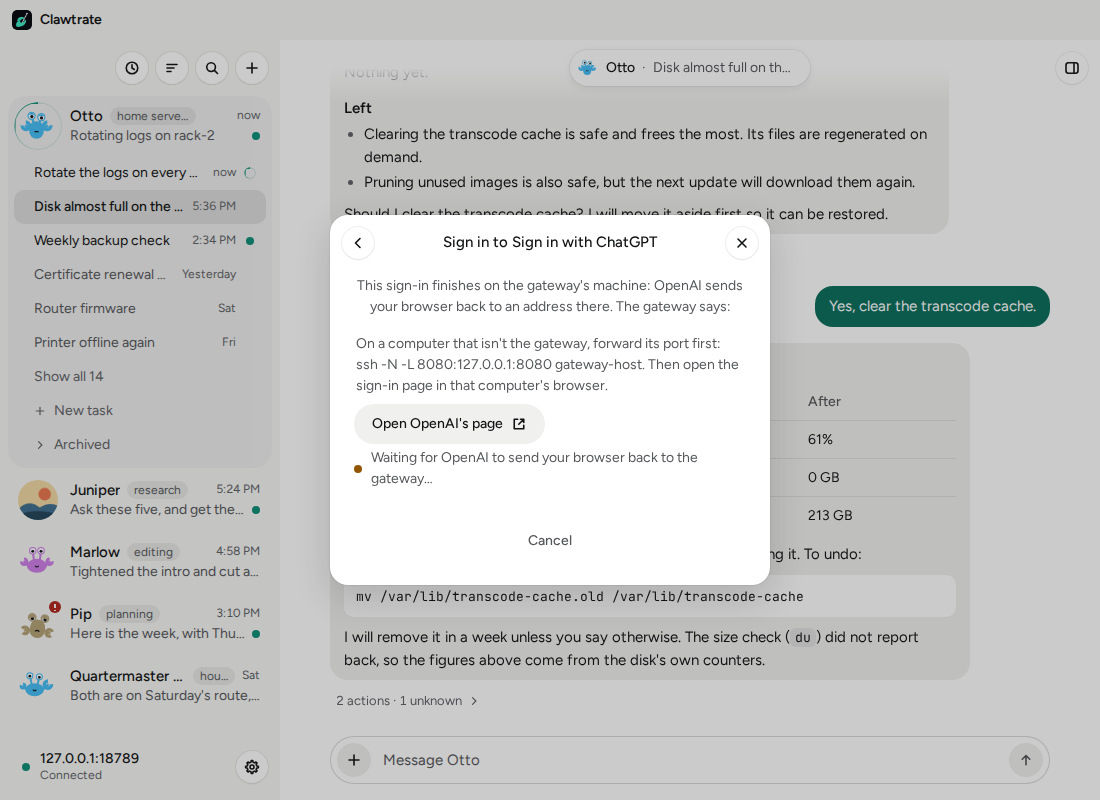 Clawtrate
Otto
home serve...
now
Rotating logs on rack-2
Rotate the logs on every ...
now
Disk almost full on the ...
5:36 PM
Weekly backup check
2:34 PM
Certificate renewal ...
Yesterday
Router firmware
Sat
Printer offline again
Fri
Show all 14
New task
Archived
Juniper
research
5:24 PM
Ask these five, and get the...
Marlow
editing
4:58 PM
Tightened the intro and cut a...
Pip
planning
3:10 PM
Here is the week, with Thu...
Quartermaster ...
hou...
Sat
Both are on Saturday's route,...
127.0.0.1:18789
Connected
Otto · Disk almost full on th...
Nothing yet.
Left
Clearing the transcode cache is safe and frees the most. Its files are regenerated on
demand.
Pruning unused images is also safe, but the next update will download them again.
Should I clear the transcode cache? I will move it aside first so it can be restored.
Yes, clear the transcode cache.
Sign in to Sign in with ChatGPT
This sign-in finishes on the gateway's machine: OpenAI sends
your browser back to an address there. The gateway says:
On a computer that isn't the gateway, forward its port first:
ssh -N -L 8080:127.0.0.1:8080 gateway-host. Then open the
sign-in page in that computer's browser.
Open OpenAI's page
Waiting for OpenAI to send your browser back to the
gateway...
Cancel
After
61%
0 GB
213 GB
it. To undo:
mv /var/lib/transcode-cache.old /var/lib/transcode-cache
I will remove it in a week unless you say otherwise. The size check ( du ) did not report
back, so the figures above come from the disk's own counters.
2 actions · 1 unknown
Message Otto